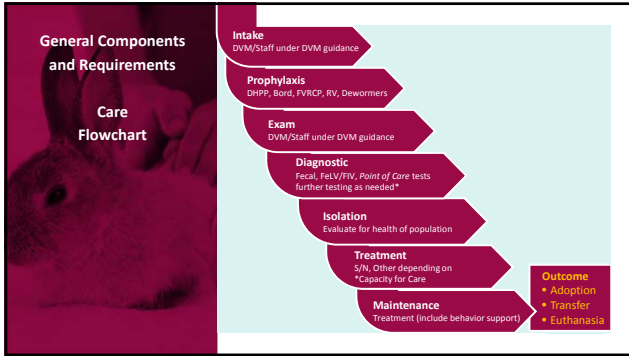 General Components
and Requirements
Care
Flowchart
Intake
DVM/Staff under DVM guidance
Prophylaxis
DHPP, Bord, FVRCP, RV, Dewormers
Exam
DVM/Staff under DVM guidance
Diagnostic
Fecal, FeLV/FIV, Point of Care tests
further testing as needed*
Isolation
Evaluate for health of population
Treatment
S/N, Other depending on
*Capacity for Care
Maintenance
Treatment (include behavior support)
Outcome
• Adoption
• Transfer
• Euthanasia